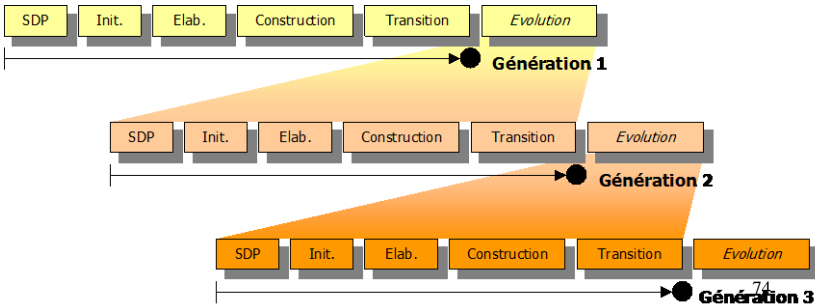 SDP Init. Elab. Construction Transition Evolution
Génération 1
SDP Init. Elab. Construction Transition Evolution
Génération 2
SDP Init. Elab. Construction Transition Evolution
74
Génération 3